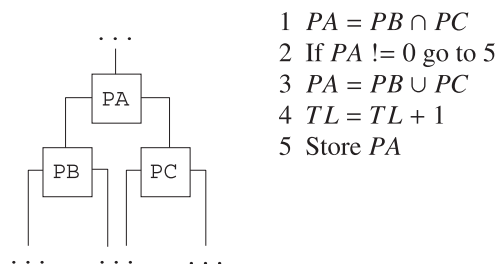 ...
PA
PB
PC
... ... ...
1 PA = PB ∩ PC
2 If PA != 0 go to 5
3 PA = PB ∪ PC
4 TL = TL + 1
5 Store PA